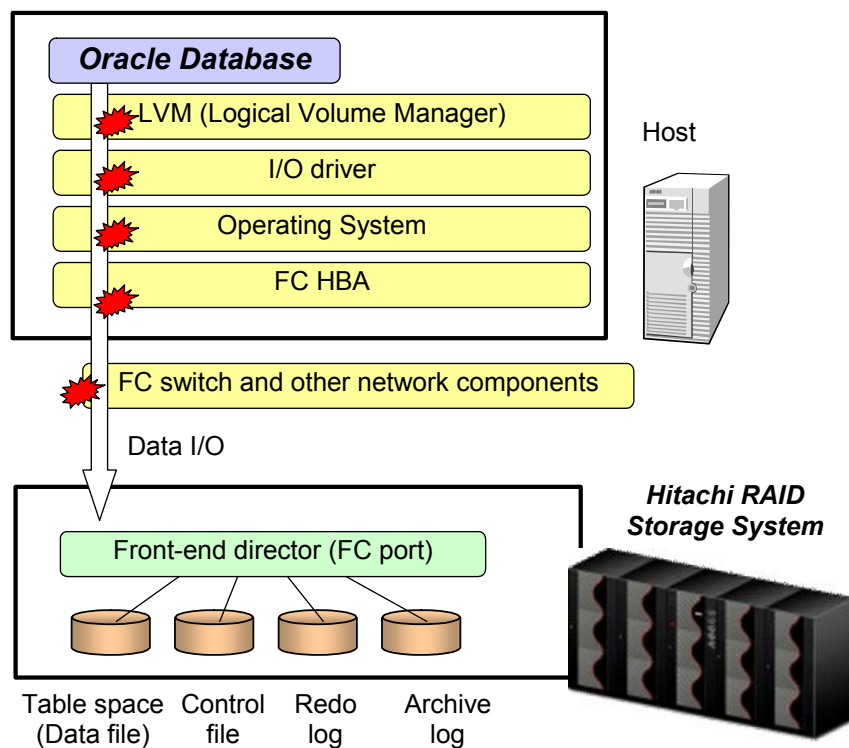 Oracle Database
LVM (Logical Volume Manager)
Host
I/O driver
Operating System
FC HBA
FC switch and other network components
Data I/O
Hitachi RAID
Storage System
Front-end director (FC port)
Table space
(Data file)
Control
file
Redo
log
Archive
log